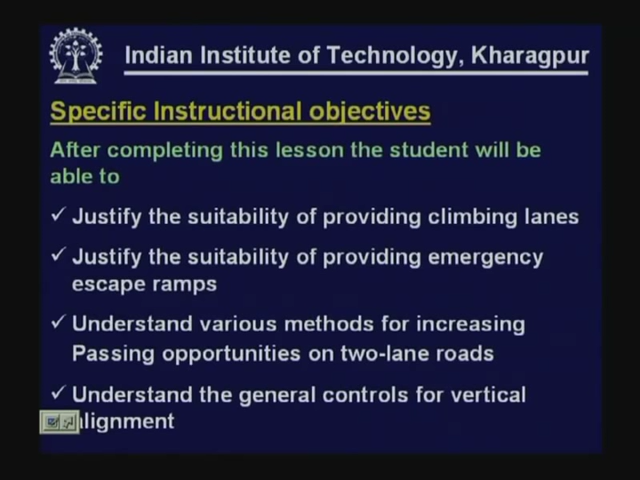 Indian Institute of Technology, Kharagpur
Specific Instructional objectives
After completing this lesson the student will be
able to
✓ Justify the suitability of providing climbing lanes
✓ Justify the suitability of providing emergency
escape ramps
✓ Understand various methods for increasing
Passing opportunities on two-lane roads
✓ Understand the general controls for vertical
alignment